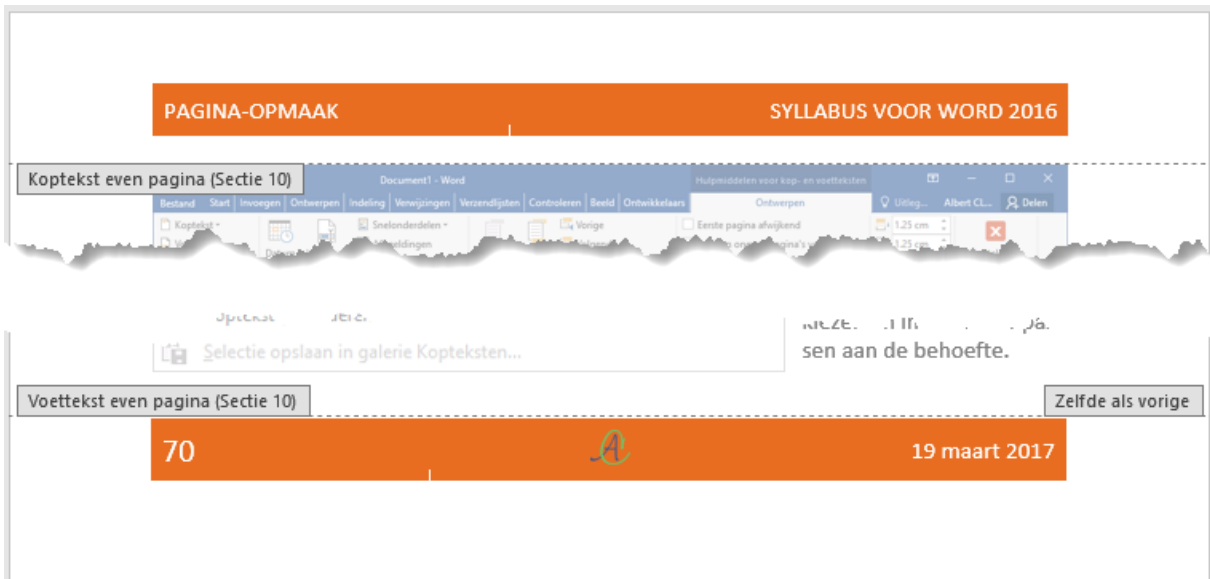 PAGINA-OPMAAK SYLLABUS VOOR WORD 2016
Koptekst even pagina (Sectie 10)
Document1 - Word Hulpmiddelen voor kop- en voetteksten
Bestand Start Invoegen Ontwerpen Indeling Verwijzingen Verzendlijsten Controleren Beeld Ontwikkelaars Ontwerpen Uitleg... Albert Cl... Delen
Koptekst Snelonderdelen Vorige Eerste pagina afwijkend 1.25 cm
1.25 cm
Selectie opslaan in galerie Kopteksten...
sen aan de behoefte.
Voettekst even pagina (Sectie 10) Zelfde als vorige
70 19 maart 2017